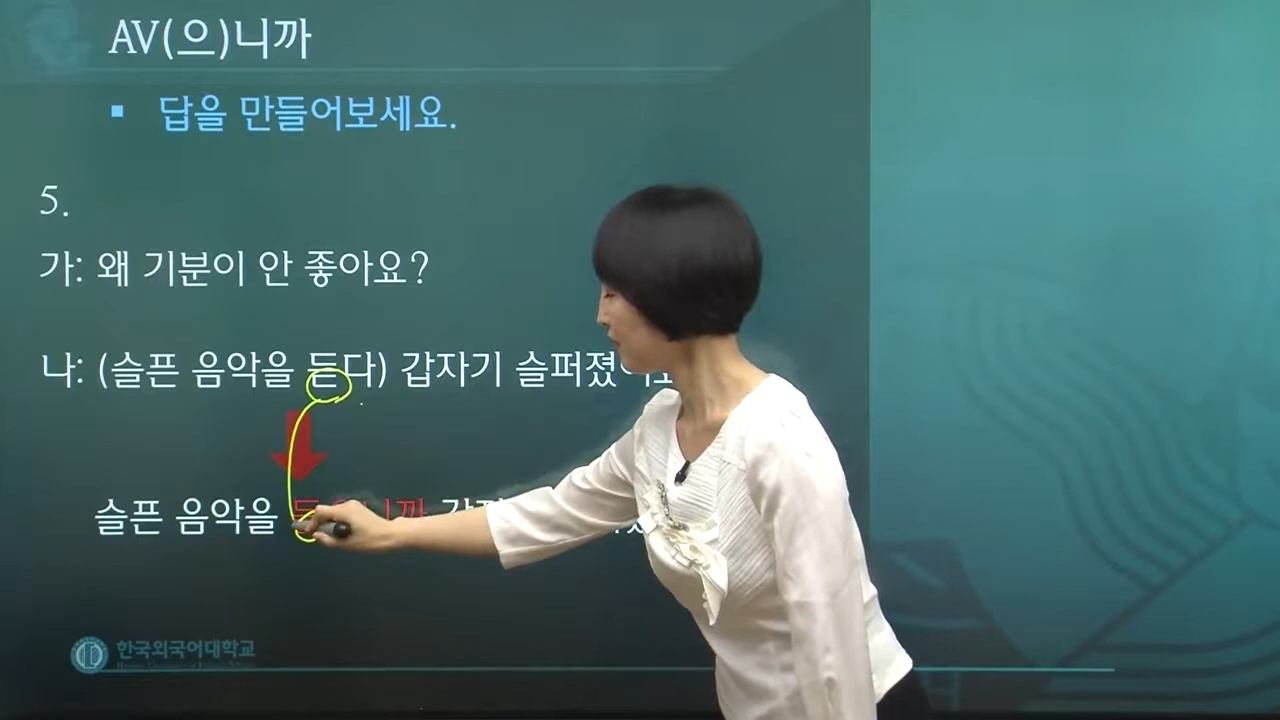 AV(으)니까
▪ 답을 만들어보세요.
5.
가: 왜 기분이 안 좋아요?
나: (슬픈 음악을 듣다) 갑자기 슬퍼졌어요
슬픈 음악을
한국외국어대학교